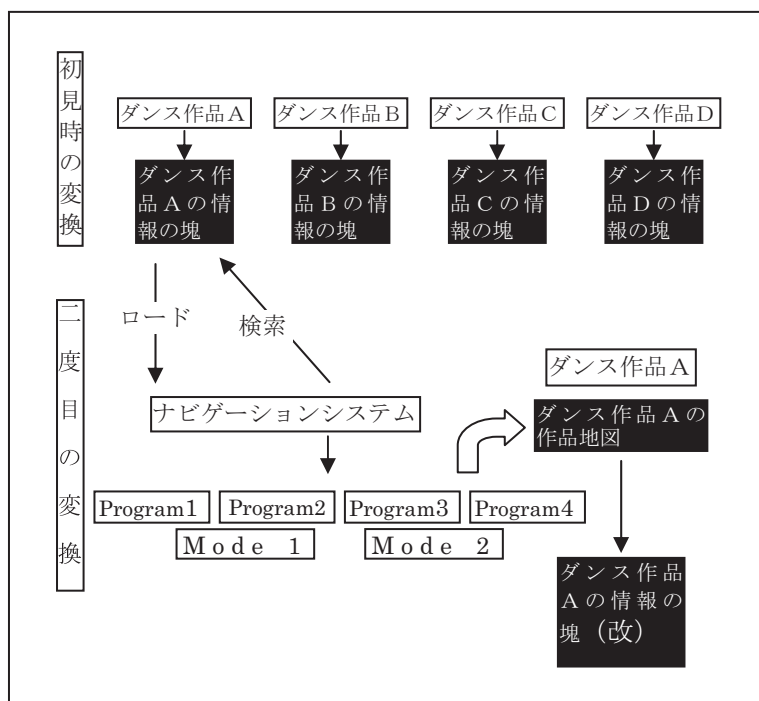 初見時の変換
ダンス作品A
ダンス作品B
ダンス作品C
ダンス作品D
ダンス作
品Aの情
報の塊
ダンス作
品Bの情
報の塊
ダンス作
品Cの情
報の塊
ダンス作
品Dの情
報の塊
二度目の変換
ロード
検索
ナビゲーションシステム
ダンス作品A
ダンス作品Aの
作品地図
Program1
Program2
Program3
Program4
Mode 1
Mode 2
ダンス作品
Aの情報の
塊(改)